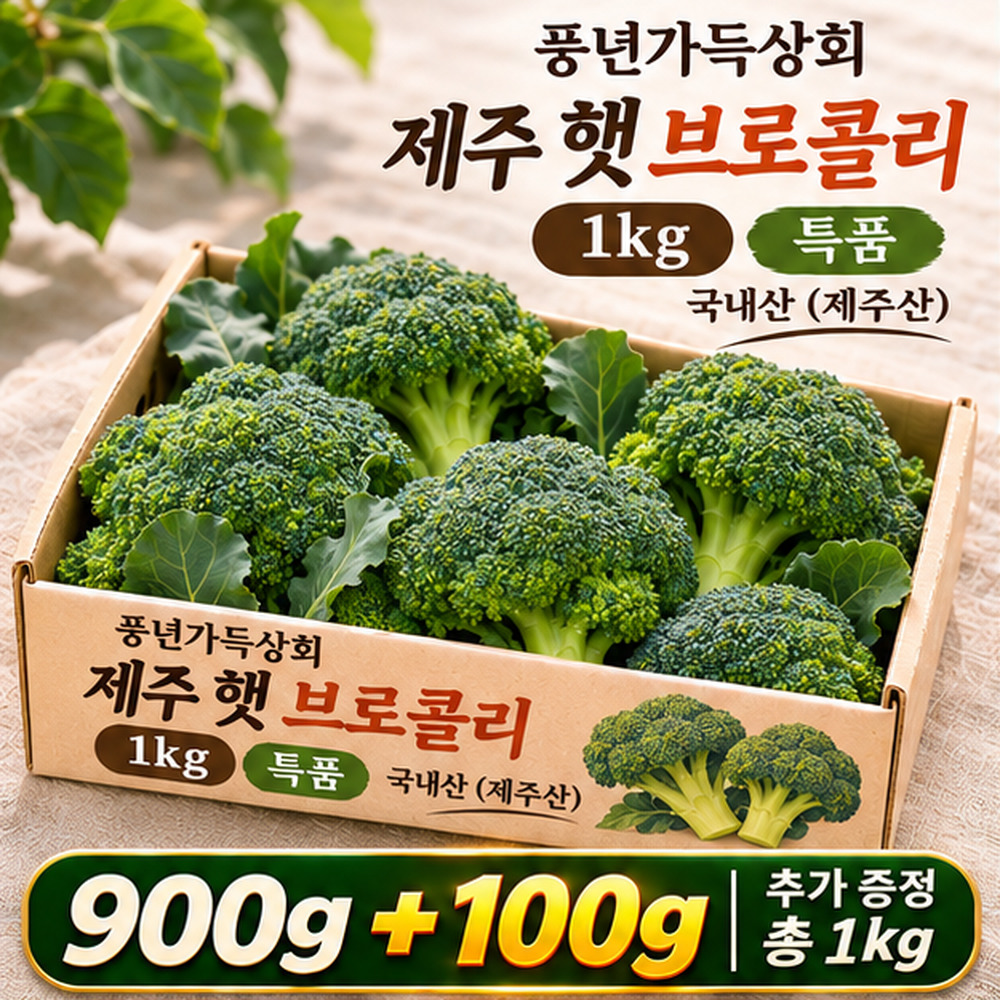 풍년가득상회
제주 햇 브로콜리
1kg 특품
국내산 (제주산)
풍년가득상회
제주 햇 브로콜리
1kg 특품 국내산 (제주산)
900g + 100g
추가 증정
총 1kg